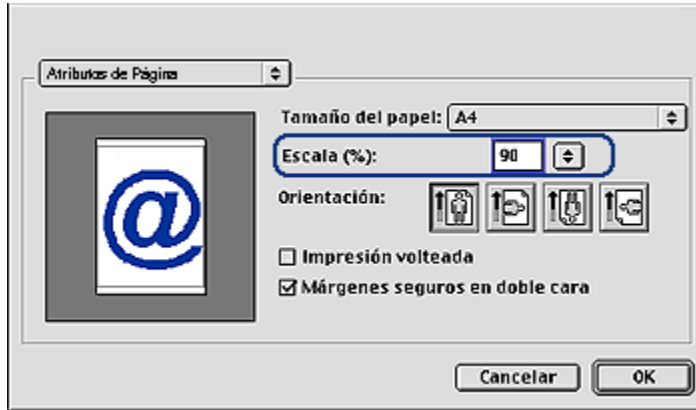 Atributos de Página
Tamaño del papel: A4
Escala (%): 90
Orientación:
@
Impresión volteada
Márgenes seguros en doble cara
Cancelar OK